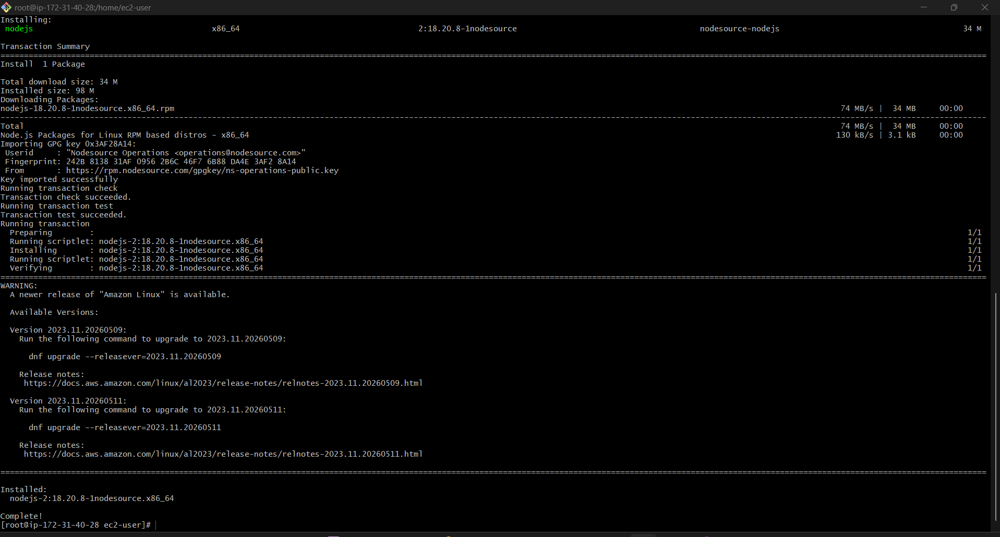 root@ip-172-31-40-28:/home/ec2-user
Installing:
nodejs x86_64 2:18.20.8-1nodesource nodesource-nodejs 34 M
Transaction Summary
================================================================================
Install 1 Package
Total download size: 34 M
Installed size: 98 M
Downloading Packages:
nodejs-18.20.8-1nodesource.x86_64.rpm 74 MB/s | 34 MB 00:00
--------------------------------------------------------------------------------
Total 74 MB/s | 34 MB 00:00
Node.js Packages for Linux RPM based distros - x86_64 130 kB/s | 3.1 kB 00:00
Importing GPG key 0x3AF28A14:
Userid : "Nodesource Operations <operations@nodesource.com>"
Fingerprint: 242B 8138 31AF 0956 2B6C 46F7 6B88 DA4E 3AF2 8A14
From : https://rpm.nodesource.com/gpgkey/ns-operations-public.key
Key imported successfully
Running transaction check
Transaction check succeeded.
Running transaction test
Transaction test succeeded.
Running transaction
Preparing : 1/1
Running scriptlet: nodejs-2:18.20.8-1nodesource.x86_64 1/1
Installing : nodejs-2:18.20.8-1nodesource.x86_64 1/1
Running scriptlet: nodejs-2:18.20.8-1nodesource.x86_64 1/1
Verifying : nodejs-2:18.20.8-1nodesource.x86_64 1/1
================================================================================
WARNING:
A newer release of "Amazon Linux" is available.
Available Versions:
Version 2023.11.20260509:
Run the following command to upgrade to 2023.11.20260509:
dnf upgrade --releasever=2023.11.20260509
Release notes:
https://docs.aws.amazon.com/linux/al2023/release-notes/relnotes-2023.11.20260509.html
Version 2023.11.20260511:
Run the following command to upgrade to 2023.11.20260511:
dnf upgrade --releasever=2023.11.20260511
Release notes:
https://docs.aws.amazon.com/linux/al2023/release-notes/relnotes-2023.11.20260511.html
================================================================================
Installed:
nodejs-2:18.20.8-1nodesource.x86_64
Complete!
[root@ip-172-31-40-28 ec2-user]#